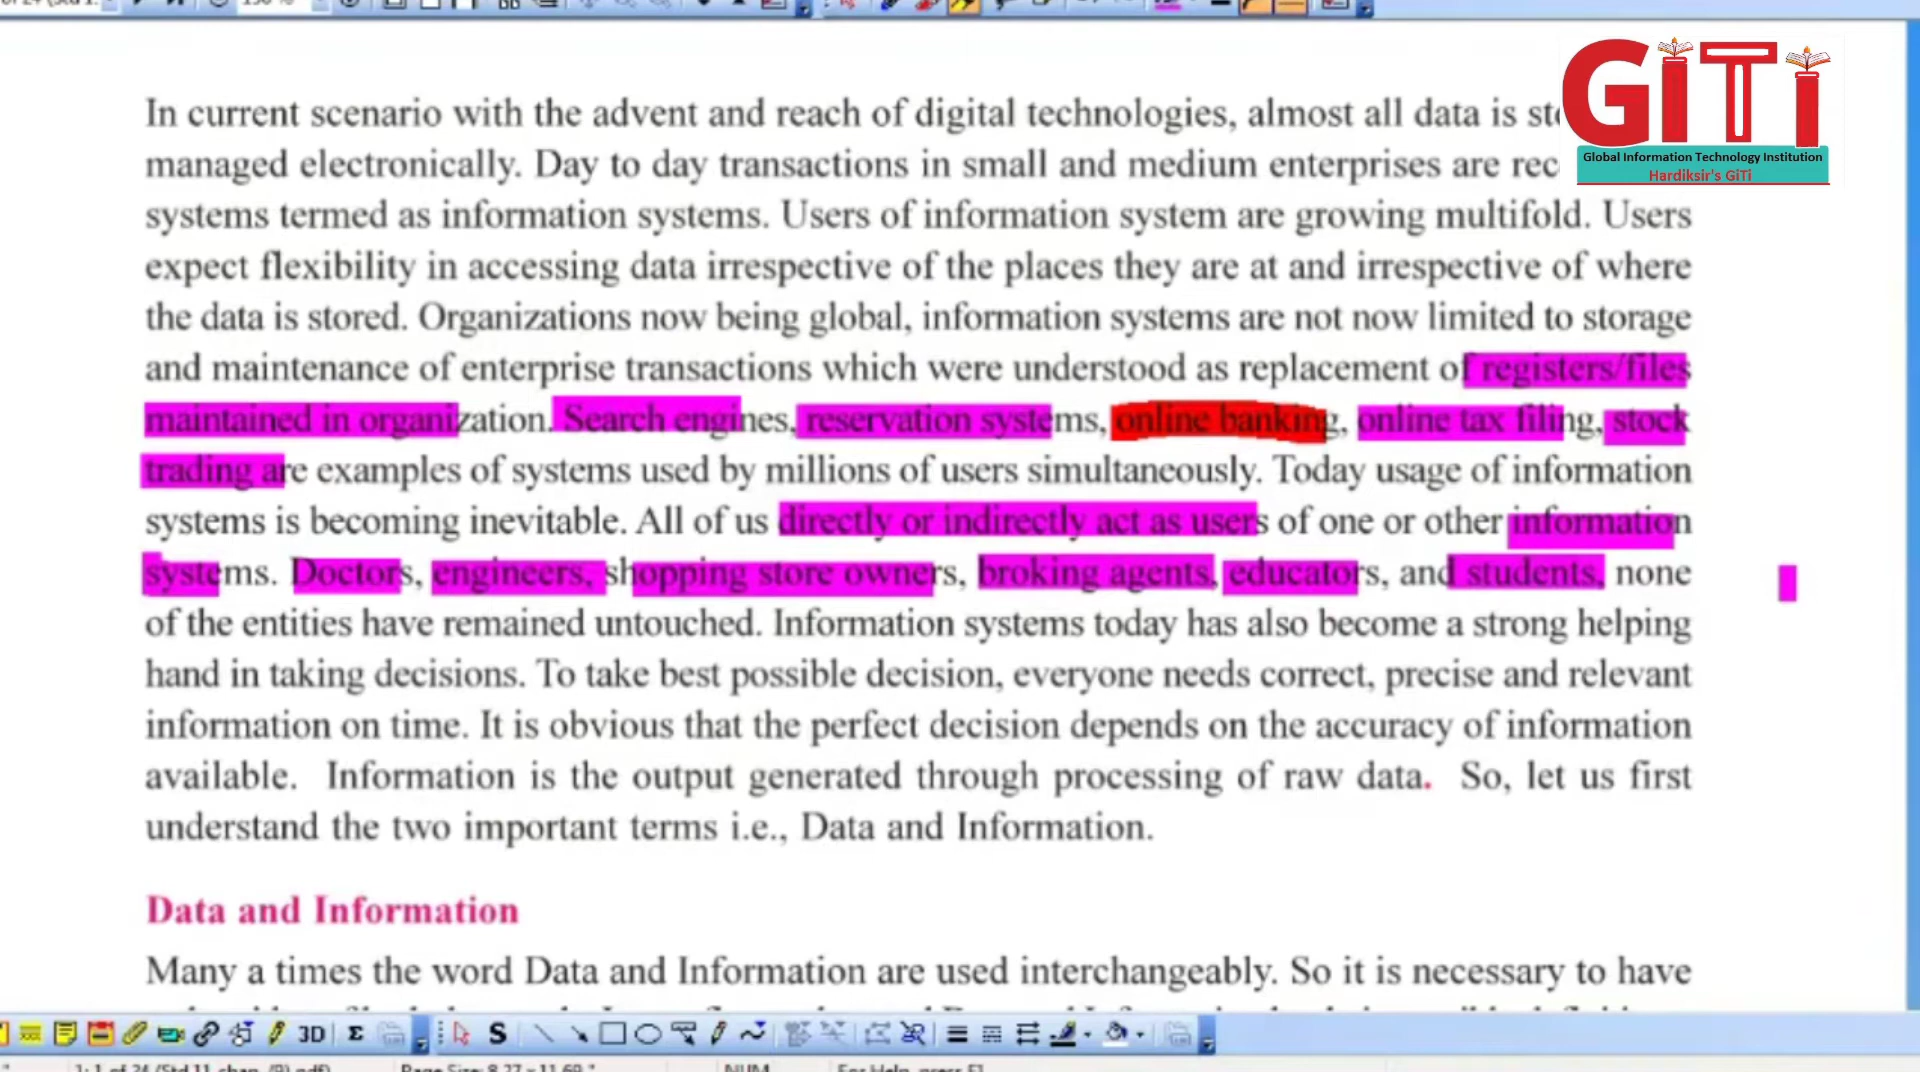 GiTi
Global Information Technology Institution
Hardiksir's GiTi
In current scenario with the advent and reach of digital technologies, almost all data is
managed electronically. Day to day transactions in small and medium enterprises are
systems termed as information systems. Users of information system are growing multifold. Users
expect flexibility in accessing data irrespective of the places they are at and irrespective of where
the data is stored. Organizations now being global, information systems are not now limited to storage
and maintenance of enterprise transactions which were understood as replacement of registers/files
maintained in organization. Search engines, reservation systems, online banking, online tax filing, stock
trading are examples of systems used by millions of users simultaneously. Today usage of information
systems is becoming inevitable. All of us directly or indirectly act as users of one or other information
systems. Doctors, engineers, shopping store owners, broking agents, educators, and students, none
of the entities have remained untouched. Information systems today has also become a strong helping
hand in taking decisions. To take best possible decision, everyone needs correct, precise and relevant
information on time. It is obvious that the perfect decision depends on the accuracy of information
available. Information is the output generated through processing of raw data. So, let us first
understand the two important terms i.e., Data and Information.
Data and Information
Many a times the word Data and Information are used interchangeably. So it is necessary to have
3D Σ S